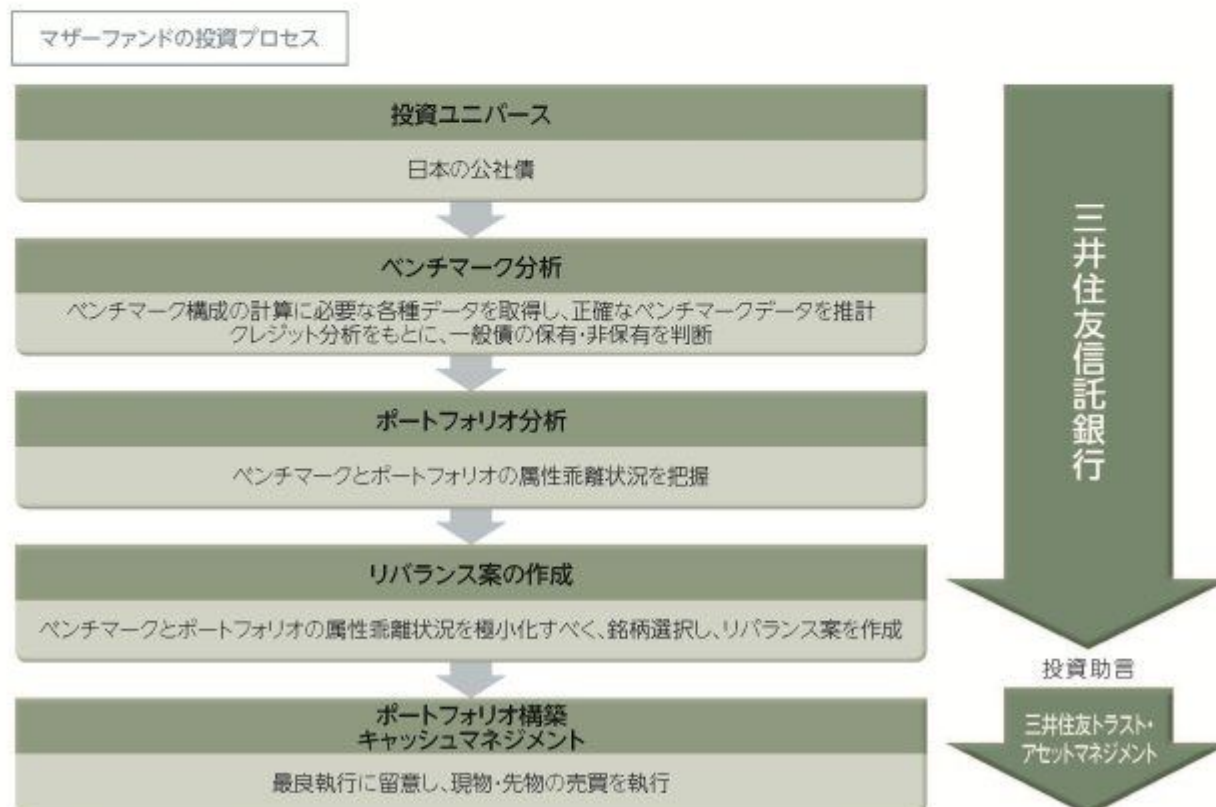 マザーファンドの投資プロセス
投資ユニバース
日本の公社債
ベンチマーク分析
ベンチマーク構成の計算に必要な各種データを取得し、正確なベンチマークデータを推計
クレジット分析をもとに、一般債の保有・非保有を判断
ポートフォリオ分析
ベンチマークとポートフォリオの属性乖離状況を把握
リバランス案の作成
ベンチマークとポートフォリオの属性乖離状況を極小化すべく、銘柄選択し、リバランス案を作成
ポートフォリオ構築
キャッシュマネジメント
最良執行に留意し、現物・先物の売買を執行
三井住友信託銀行
投資助言
三井住友トラスト・
アセットマネジメント